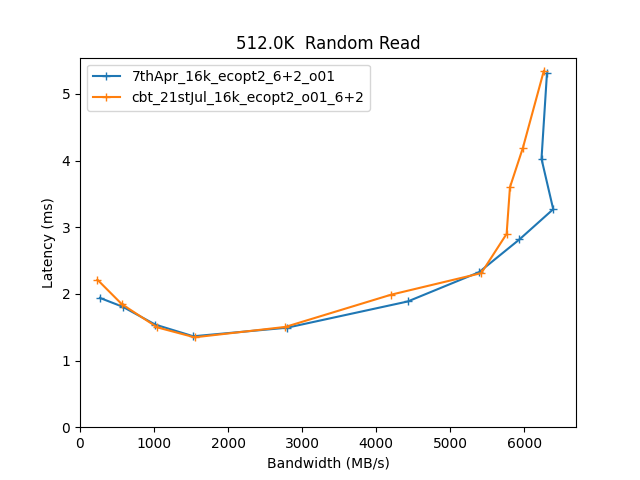 512.0K  Random Read
7thApr_16k_ecopt2_6+2_o01
cbt_21stJul_16k_ecopt2_o01_6+2
5
4
3
2
1
0
Latency (ms)
0 1000 2000 3000 4000 5000 6000
Bandwidth (MB/s)